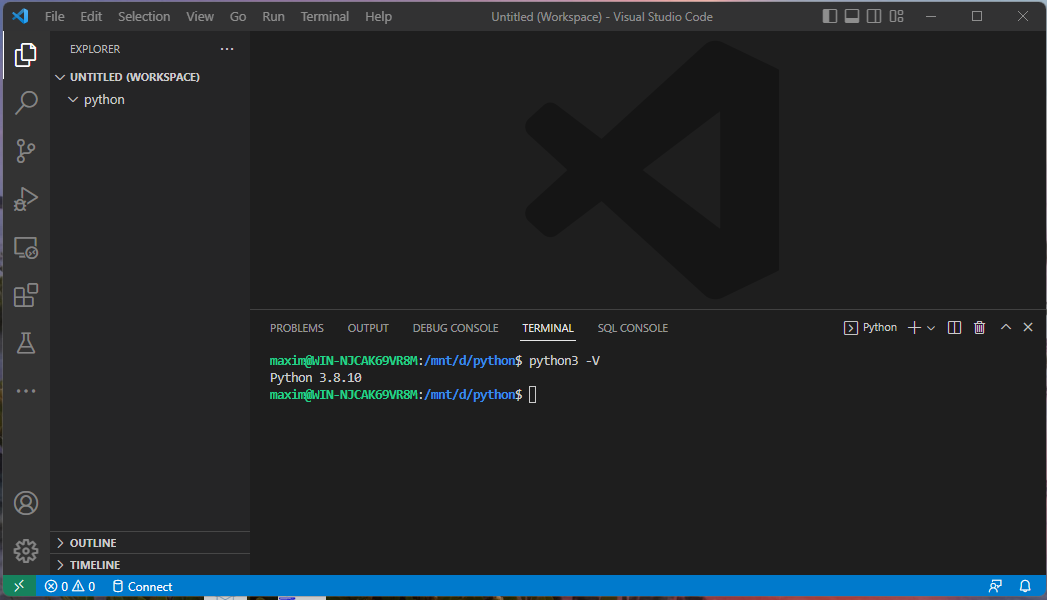 File Edit Selection View Go Run Terminal Help Untitled (Workspace) - Visual Studio Code
EXPLORER
UNTITLED (WORKSPACE)
python
PROBLEMS OUTPUT DEBUG CONSOLE TERMINAL SQL CONSOLE Python
maxim@WIN-NJCAK69VR8M:/mnt/d/python$ python3 -V
Python 3.8.10
maxim@WIN-NJCAK69VR8M:/mnt/d/python$
OUTLINE
TIMELINE
0 0 Connect